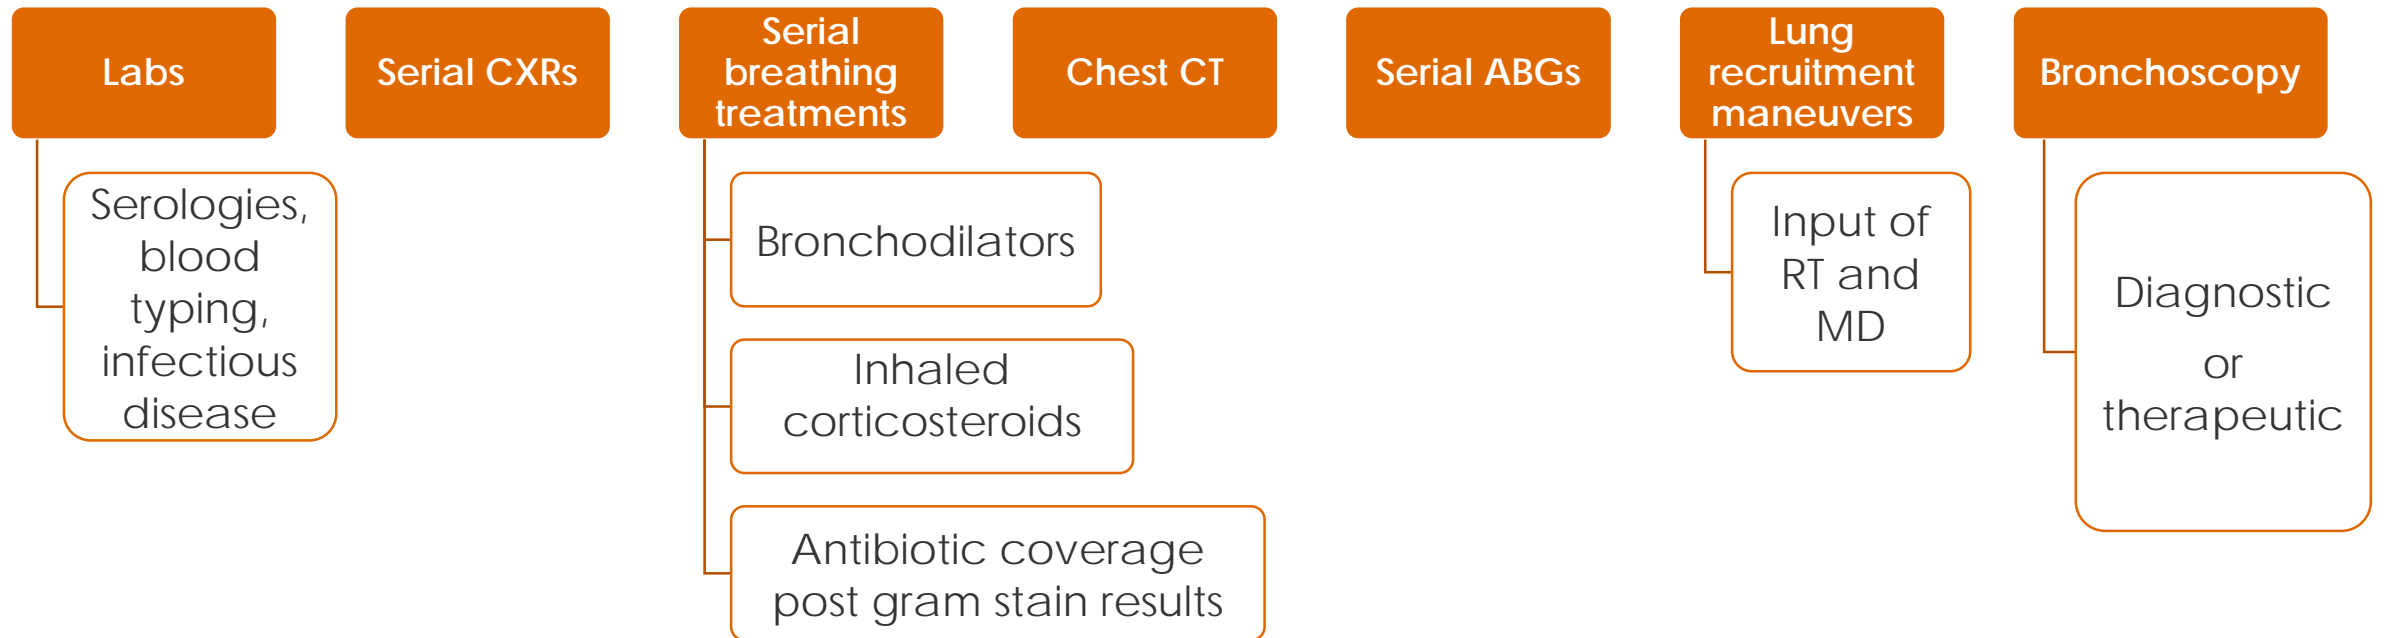 Labs
Serologies,
blood
typing,
infectious
disease
Serial CXRs
Serial
breathing
treatments
Bronchodilators
Inhaled
corticosteroids
Antibiotic coverage
post gram stain results
Chest CT
Serial ABGs
Lung
recruitment
maneuvers
Input of
RT and
MD
Bronchoscopy
Diagnostic
or
therapeutic